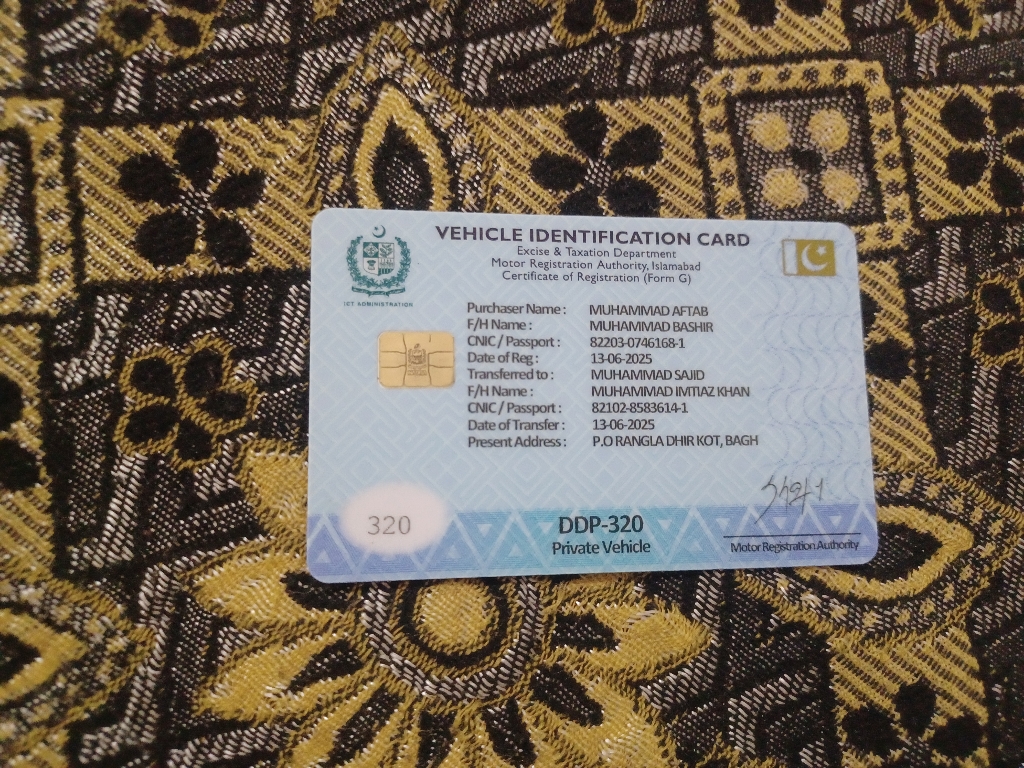 VEHICLE IDENTIFICATION CARD
Excise & Taxation Department
Motor Registration Authority, Islamabad
Certificate of Registration (Form G)
ICT ADMINISTRATION
Purchaser Name : MUHAMMAD AFTAB
F/H Name : MUHAMMAD BASHIR
CNIC / Passport : 82203-0746168-1
Date of Reg : 13-06-2025
Transferred to : MUHAMMAD SAJID
F/H Name : MUHAMMAD IMTIAZ KHAN
CNIC / Passport : 82102-8583614-1
Date of Transfer : 13-06-2025
Present Address : P.O RANGLA DHIR KOT, BAGH
320
DDP-320
Private Vehicle
Motor Registration Authority